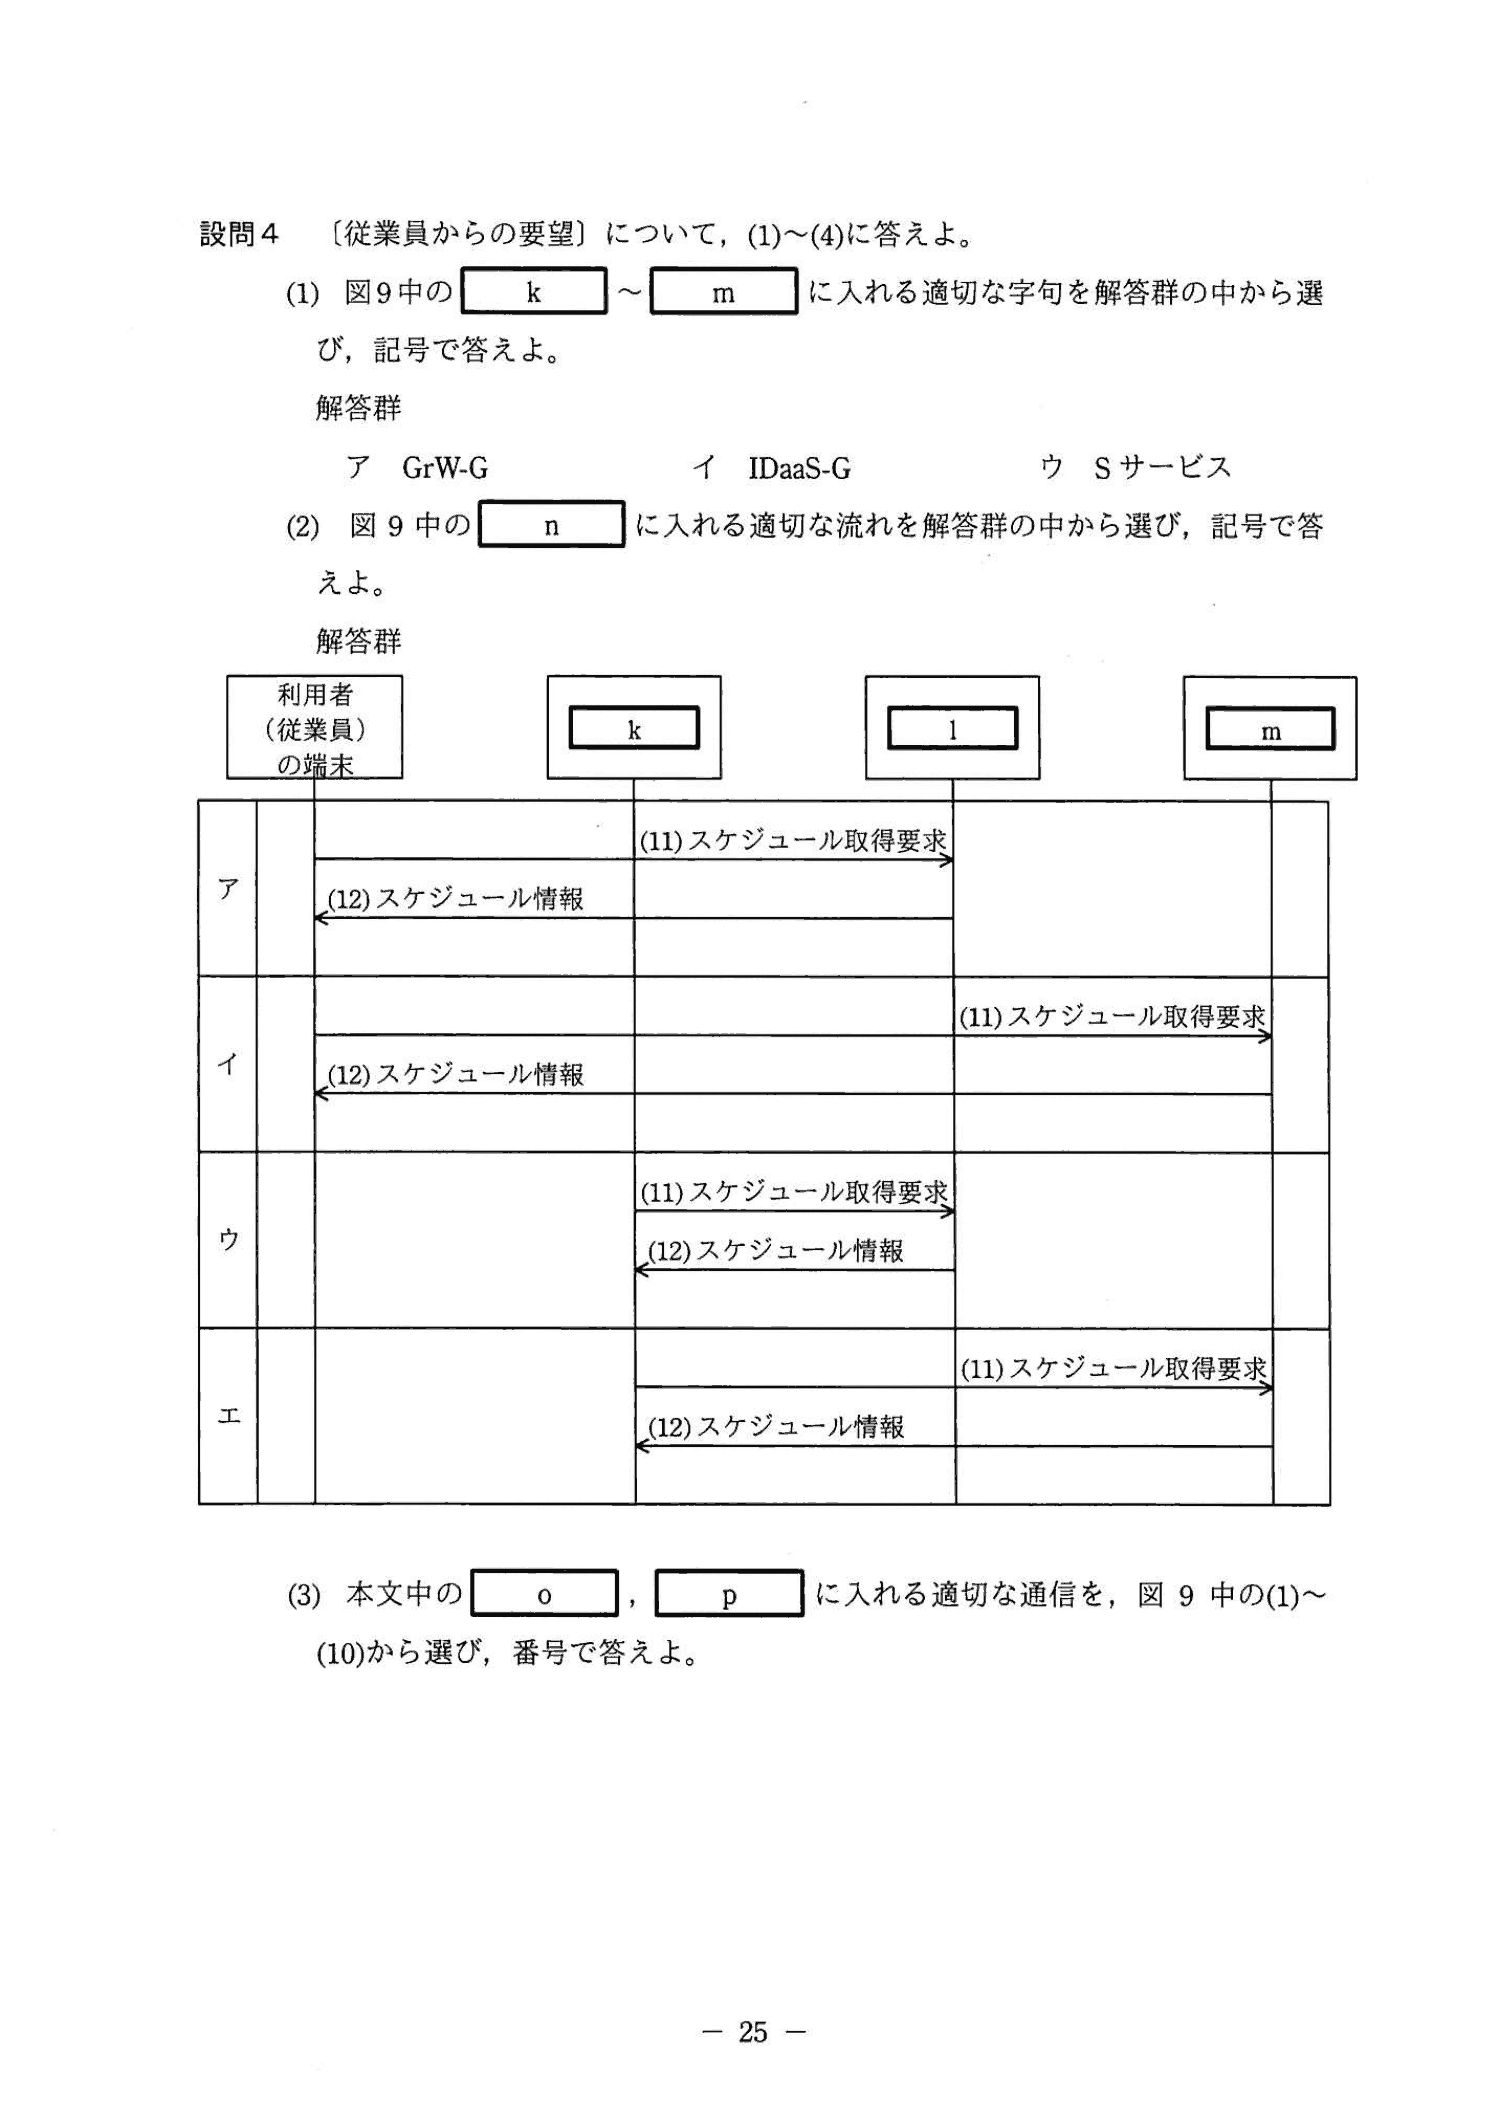 設問4 〔従業員からの要望〕について，(1)～(4)に答えよ。
(1) 図9中の k ～ m に入れる適切な字句を解答群の中から選
び，記号で答えよ。
解答群
ア GrW-G イ IDaaS-G ウ Sサービス
(2) 図 9 中の n に入れる適切な流れを解答群の中から選び，記号で答
えよ。
解答群
利用者
（従業員）
の端末
k
l
m
ア
(11)スケジュール取得要求
(12)スケジュール情報
イ
(11)スケジュール取得要求
(12)スケジュール情報
ウ
(11)スケジュール取得要求
(12)スケジュール情報
エ
(11)スケジュール取得要求
(12)スケジュール情報
(3) 本文中の o ， p に入れる適切な通信を，図 9 中の(1)～
(10)から選び，番号で答えよ。
－ 25 －